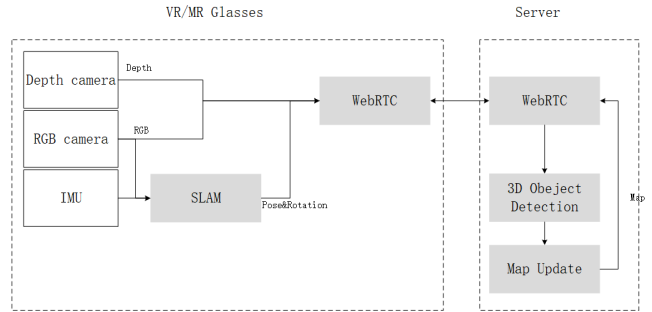 VR/MR Glasses
Server
Depth camera
Depth
WebRTC
WebRTC
RGB camera
RGB
IMU
SLAM
Pose&Rotation
3D Obeject
Detection
Map
Map Update